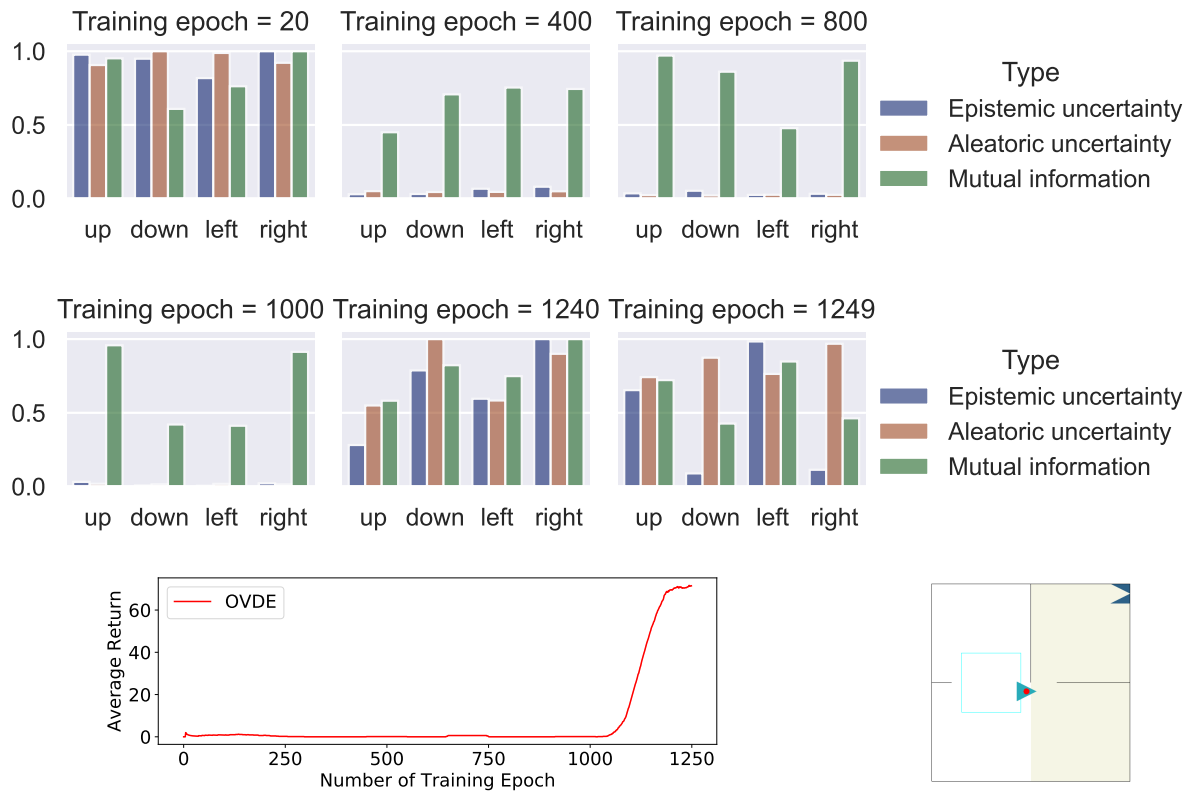 Training epoch = 20 Training epoch = 400 Training epoch = 800
1.0
0.5
0.0
up down left right up down left right up down left right
Type
Epistemic uncertainty
Aleatoric uncertainty
Mutual information
Training epoch = 1000 Training epoch = 1240 Training epoch = 1249
1.0
0.5
0.0
up down left right up down left right up down left right
Type
Epistemic uncertainty
Aleatoric uncertainty
Mutual information
Average Return
60
40
20
0
OVDE
0 250 500 750 1000 1250
Number of Training Epoch